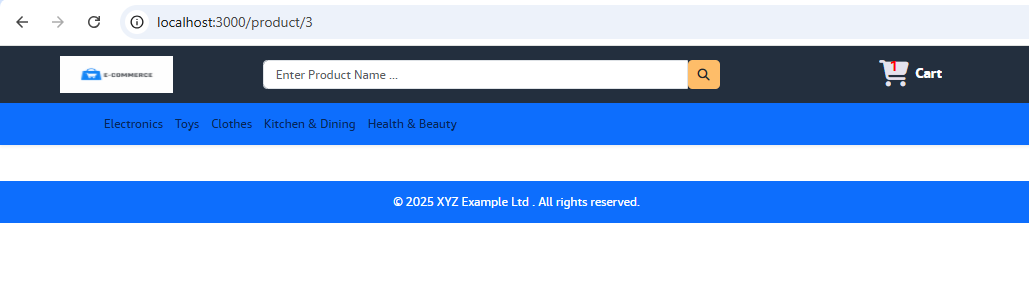 localhost:3000/product/3
E-COMMERCE
Enter Product Name ...
1
Cart
Electronics Toys Clothes Kitchen & Dining Health & Beauty
© 2025 XYZ Example Ltd . All rights reserved.